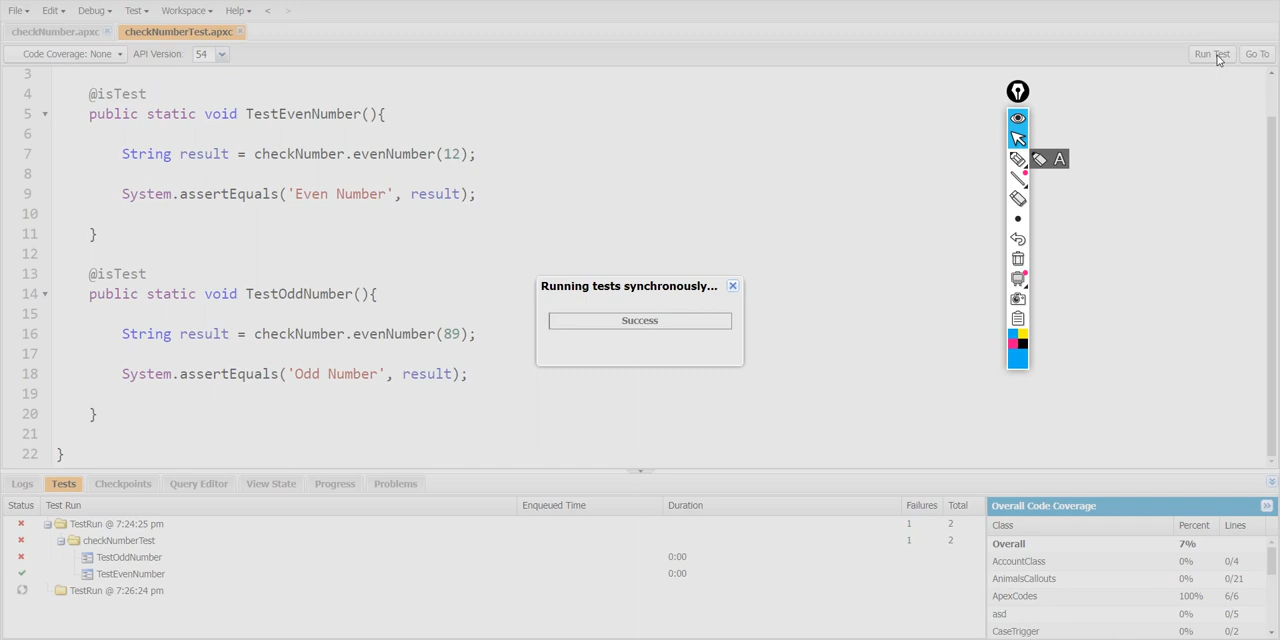 File Edit Debug Test Workspace Help < >
checkNumber.apxc checkNumberTest.apxc
Code Coverage: None API Version: 54 Run Test Go To
3
4 @isTest
5 public static void TestEvenNumber(){
6
7 String result = checkNumber.evenNumber(12);
8
9 System.assertEquals('Even Number', result);
10
11 }
12
13 @isTest
14 public static void TestOddNumber(){
15
16 String result = checkNumber.evenNumber(89);
17
18 System.assertEquals('Odd Number', result);
19
20 }
21
22 }
A
Running tests synchronously...
Success
Logs Tests Checkpoints Query Editor View State Progress Problems
Status Test Run Enqueued Time Duration Failures Total
TestRun @ 7:24:25 pm 1 2
checkNumberTest 1 2
TestOddNumber 0:00
TestEvenNumber 0:00
TestRun @ 7:26:24 pm
Overall Code Coverage
Class Percent Lines
Overall 7%
AccountClass 0% 0/4
AnimalsCallouts 0% 0/21
ApexCodes 100% 6/6
asd 0% 0/5
CaseTrigger 0% 0/2